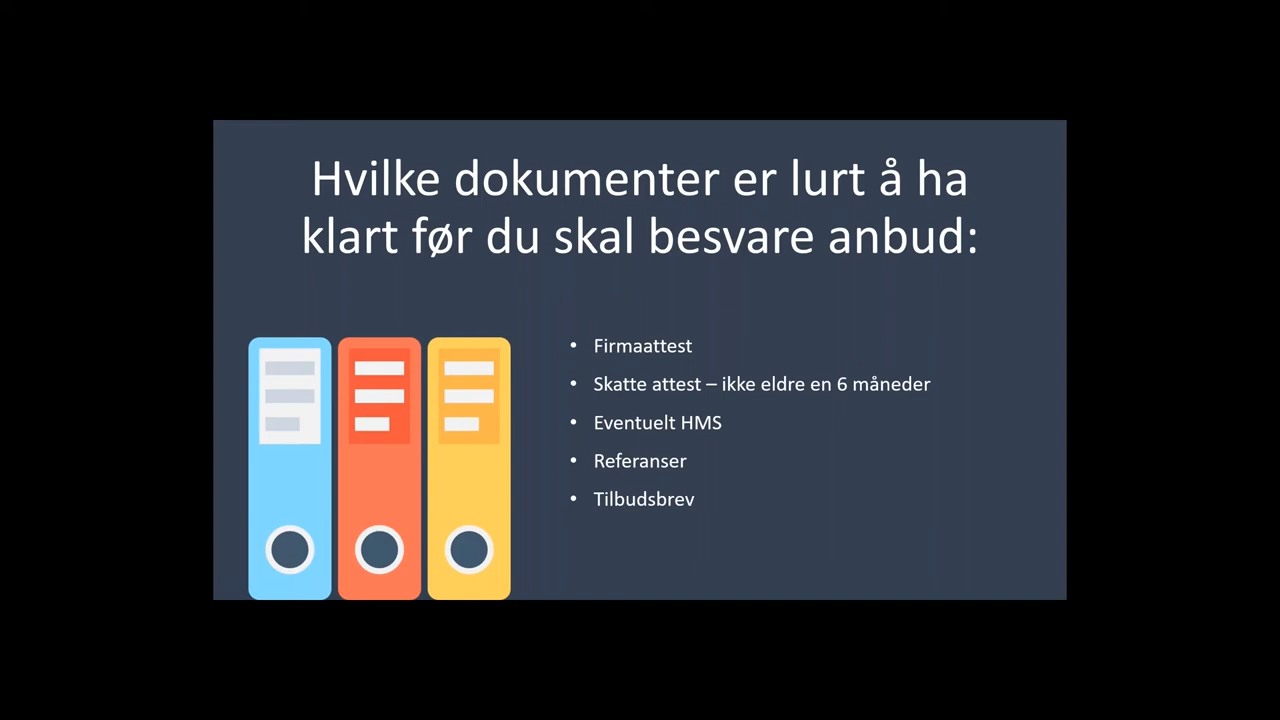 Hvilke dokumenter er lurt å ha
klart før du skal besvare anbud:
• Firmaattest
• Skatte attest – ikke eldre en 6 måneder
• Eventuelt HMS
• Referanser
• Tilbudsbrev